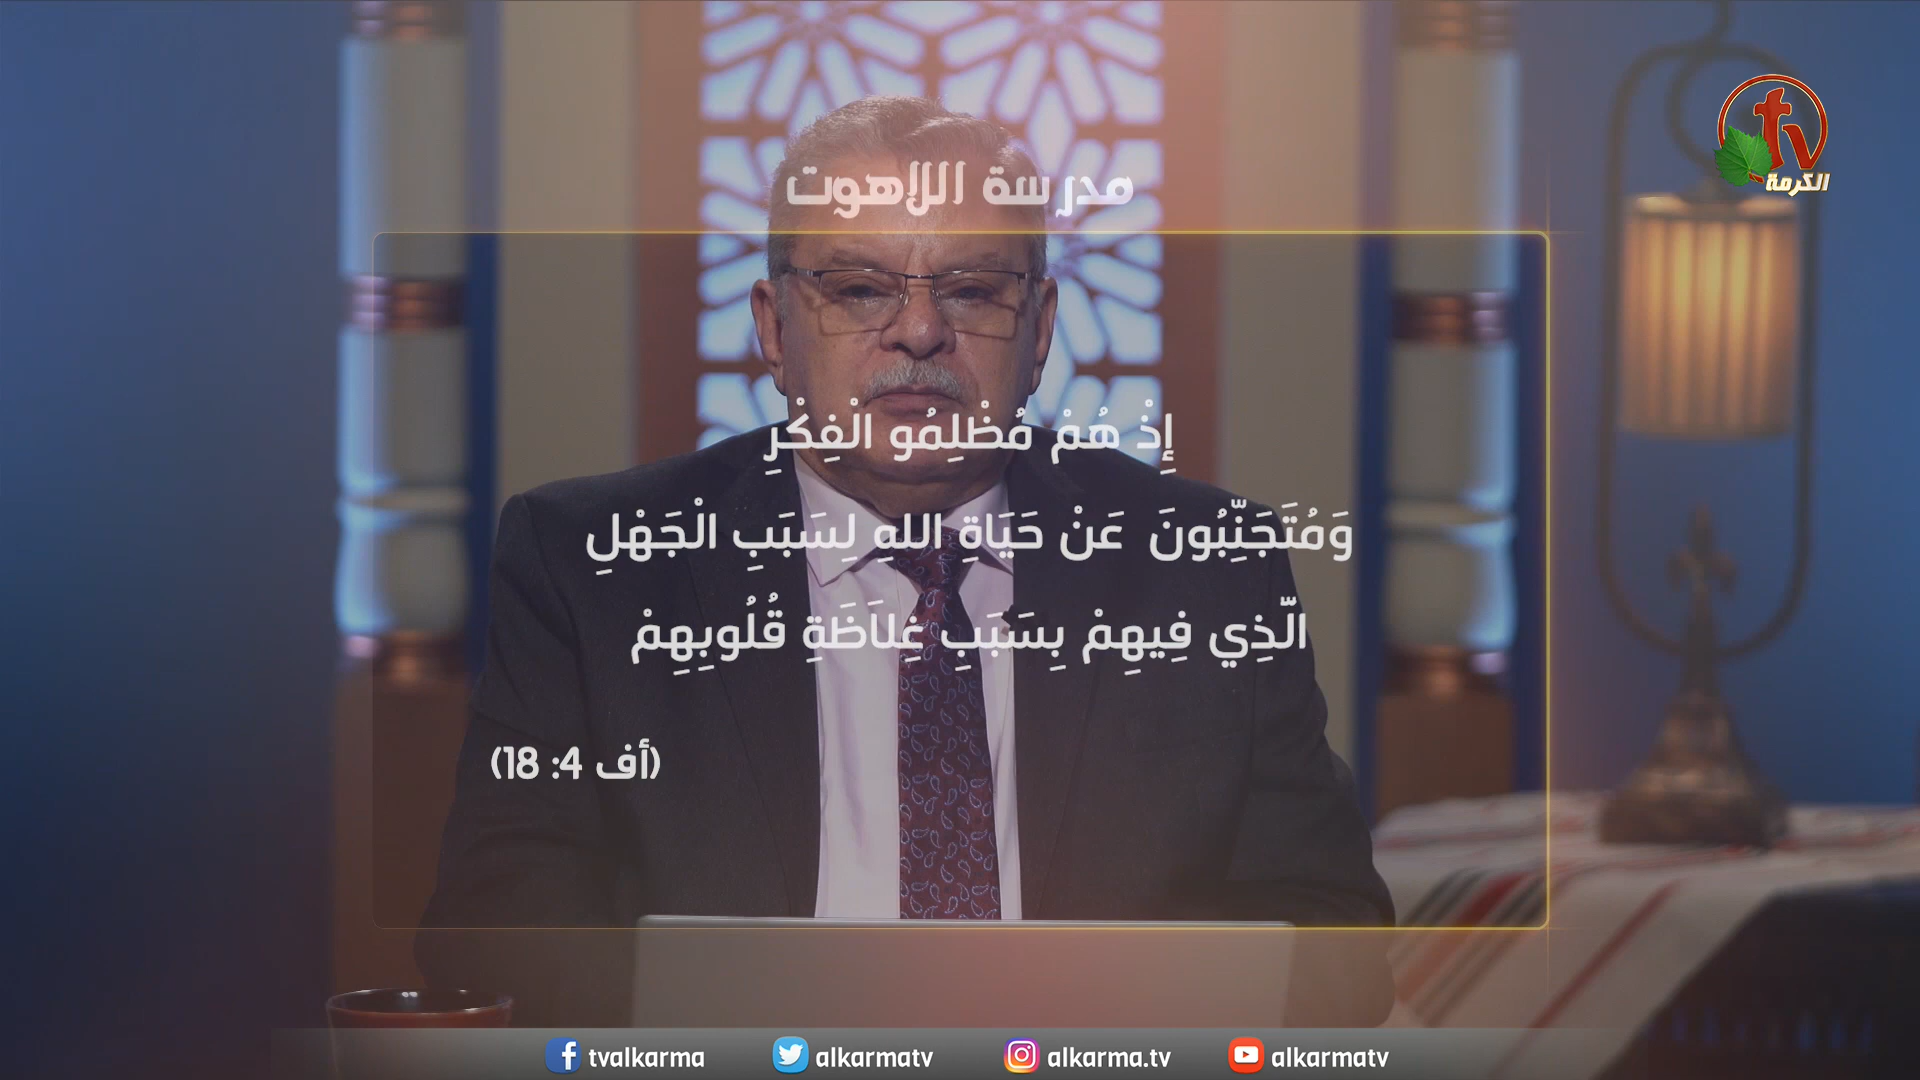 tv
الكرمة
مدرسة اللاهوت
إِذْ هُمْ مُظْلِمُو الْفِكْرِ
وَمُتَجَنِّبُونَ عَنْ حَيَاةِ اللهِ لِسَبَبِ الْجَهْلِ
الَّذِي فِيهِمْ بِسَبَبِ غِلاَظَةِ قُلُوبِهِمْ
(أف 4: 18)
tvalkarma alkarmatv alkarma.tv alkarmatv